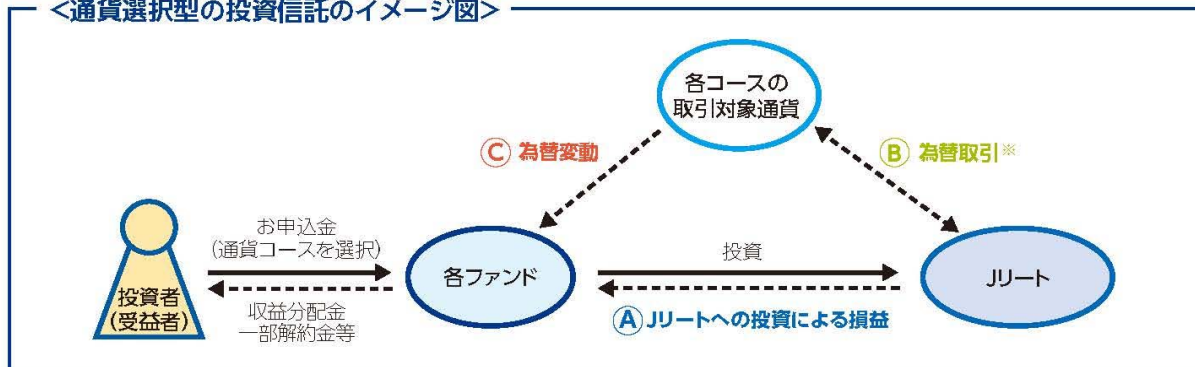 <通貨選択型の投資信託のイメージ図>
各コースの
取引対象通貨
Ⓒ 為替変動
Ⓑ 為替取引※
お申込金
(通貨コースを選択)
投資
投資者
(受益者)
各ファンド
Jリート
収益分配金
一部解約金等
Ⓐ Jリートへの投資による損益